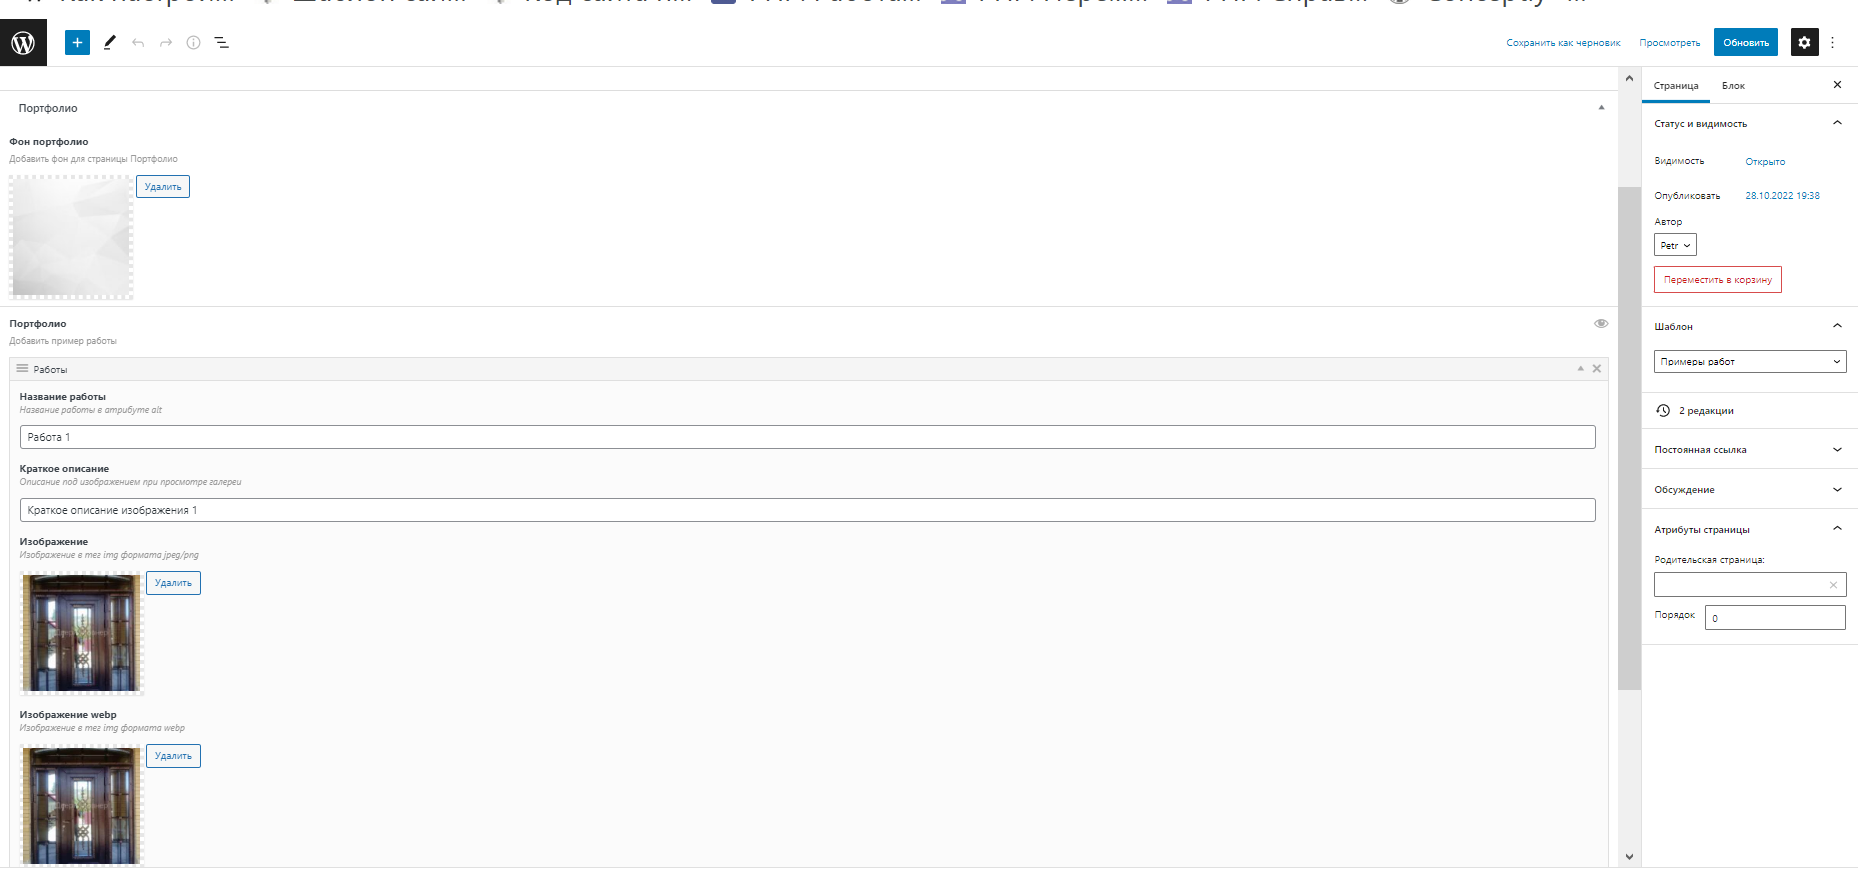 Сохранить как черновик
Просмотреть
Обновить
Портфолио
Фон портфолио
Добавить фон для страницы Портфолио
Удалить
Портфолио
Добавить пример работы
Работы
Название работы
Название работы в атрибуте alt
Работа 1
Краткое описание
Описание под изображением при просмотре галереи
Краткое описание изображения 1
Изображение
Изображение в тег img формата jpeg/png
Удалить
Изображение webp
Изображение в тег img формата webp
Удалить
Страница Блок
Статус и видимость
Видимость Открыто
Опубликовать 28.10.2022 19:38
Автор
Petr
Переместить в корзину
Шаблон
Примеры работ
2 редакции
Постоянная ссылка
Обсуждение
Атрибуты страницы
Родительская страница:
Порядок 0